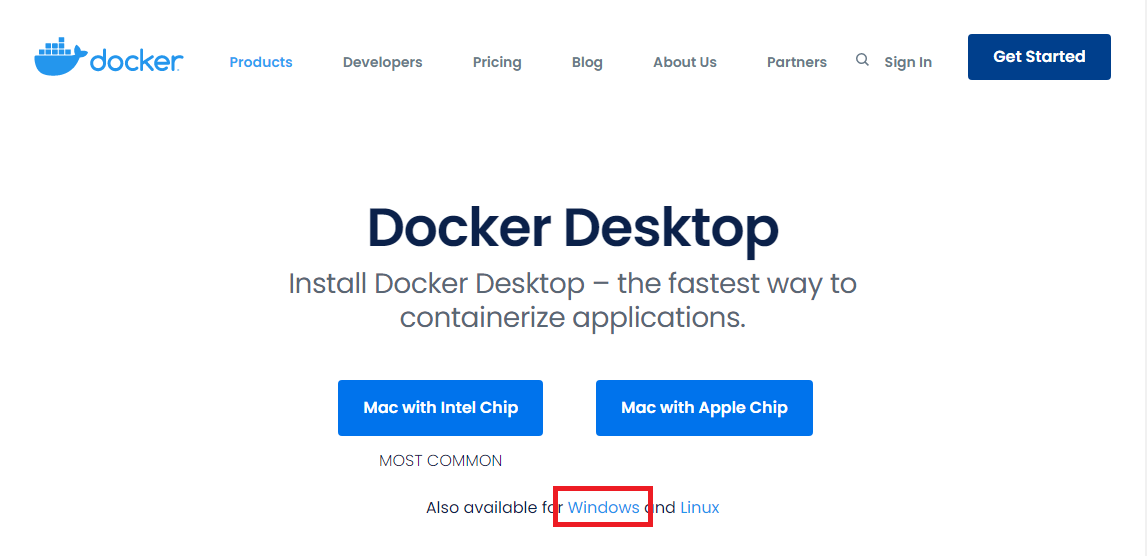 docker
Products Developers Pricing Blog About Us Partners Sign In Get Started
Docker Desktop
Install Docker Desktop – the fastest way to
containerize applications.
Mac with Intel Chip Mac with Apple Chip
MOST COMMON
Also available for Windows and Linux